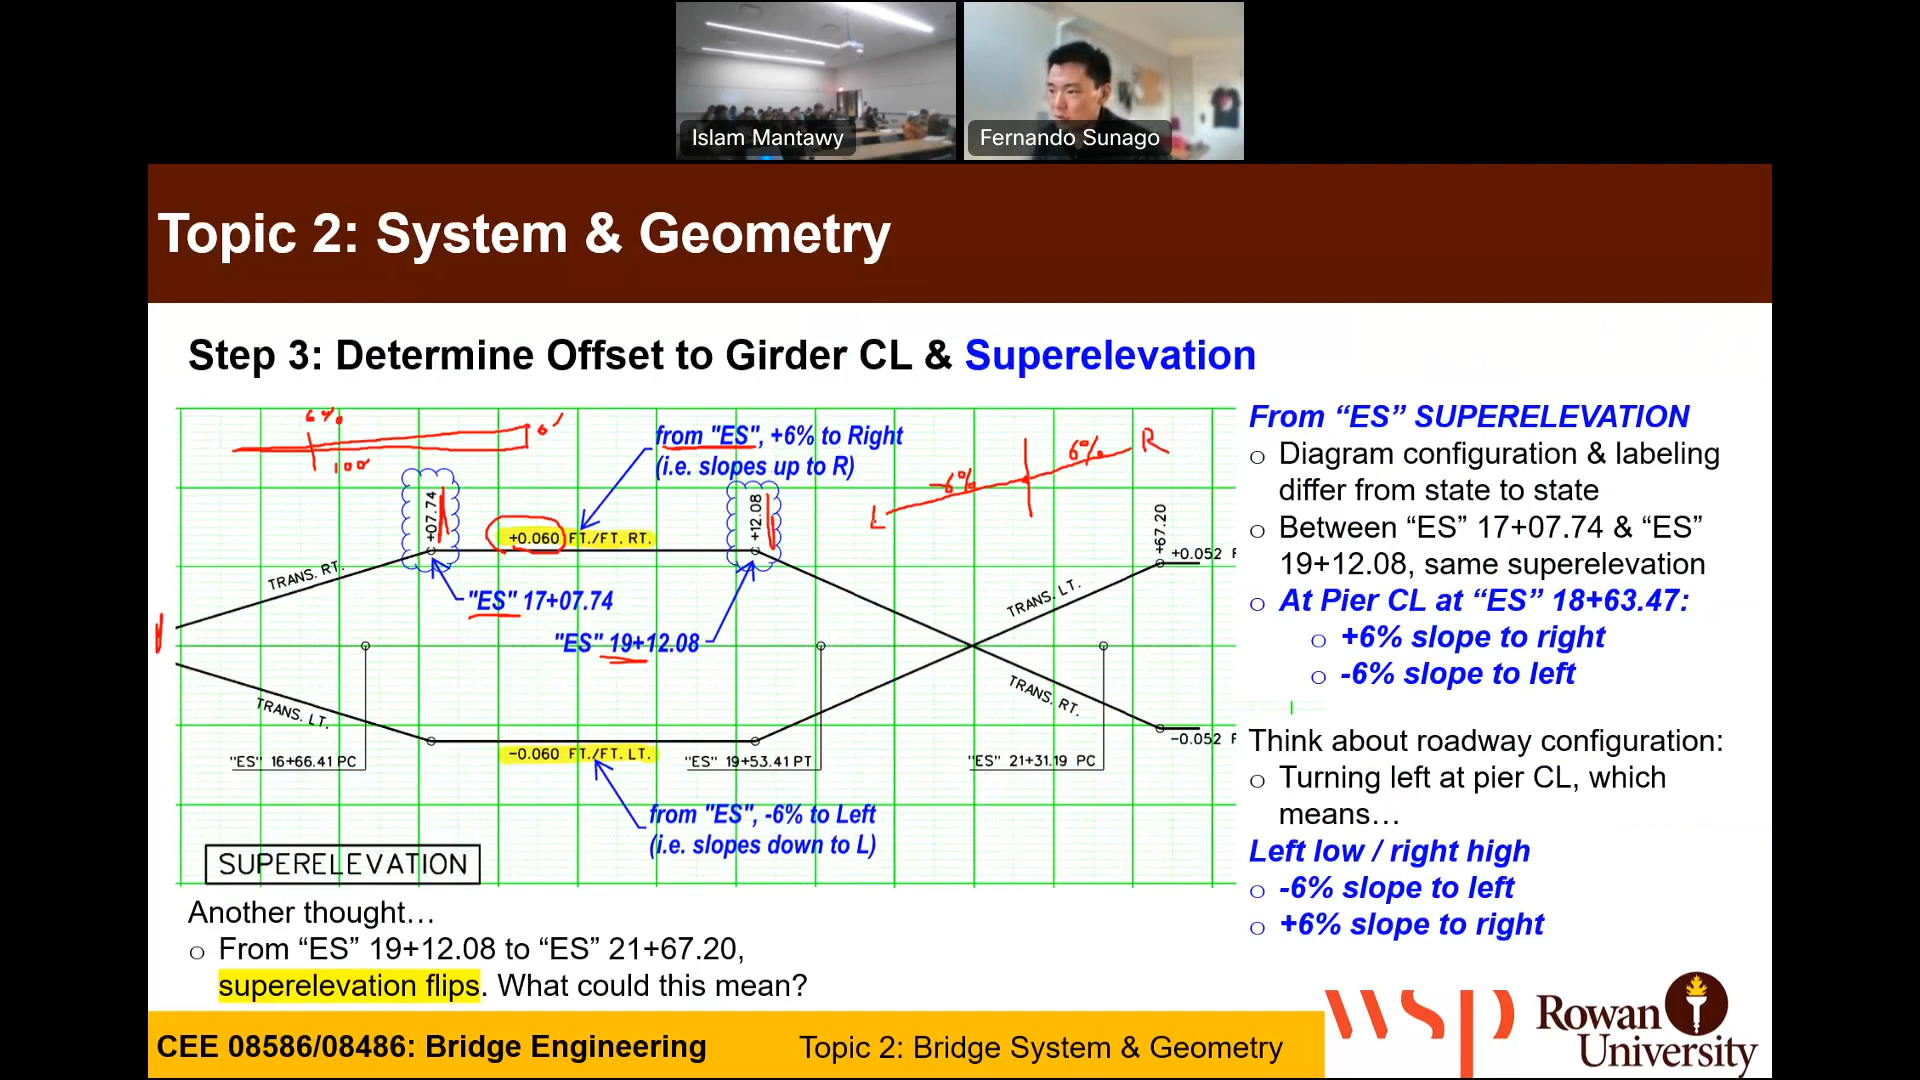 Islam Mantawy
Fernando Sunago
Topic 2: System & Geometry
Step 3: Determine Offset to Girder CL & Superelevation
6%
100'
6'
from "ES", +6% to Right
(i.e. slopes up to R)
-6%
6%
R
L
+07.74
+12.08
+67.20
+0.060 FT./FT. RT.
+0.052 F
TRANS. RT.
"ES" 17+07.74
TRANS. LT.
"ES" 19+12.08
TRANS. LT.
TRANS. RT.
-0.052 F
"ES" 16+66.41 PC
-0.060 FT./FT. LT.
"ES" 19+53.41 PT
"ES" 21+31.19 PC
from "ES", -6% to Left
(i.e. slopes down to L)
SUPERELEVATION
From “ES” SUPERELEVATION
o Diagram configuration & labeling
differ from state to state
o Between “ES” 17+07.74 & “ES”
19+12.08, same superelevation
o At Pier CL at “ES” 18+63.47:
o +6% slope to right
o -6% slope to left
Think about roadway configuration:
o Turning left at pier CL, which
means…
Left low / right high
o -6% slope to left
o +6% slope to right
Another thought…
o From “ES” 19+12.08 to “ES” 21+67.20,
superelevation flips. What could this mean?
CEE 08586/08486: Bridge Engineering
Topic 2: Bridge System & Geometry
wsp
Rowan
University